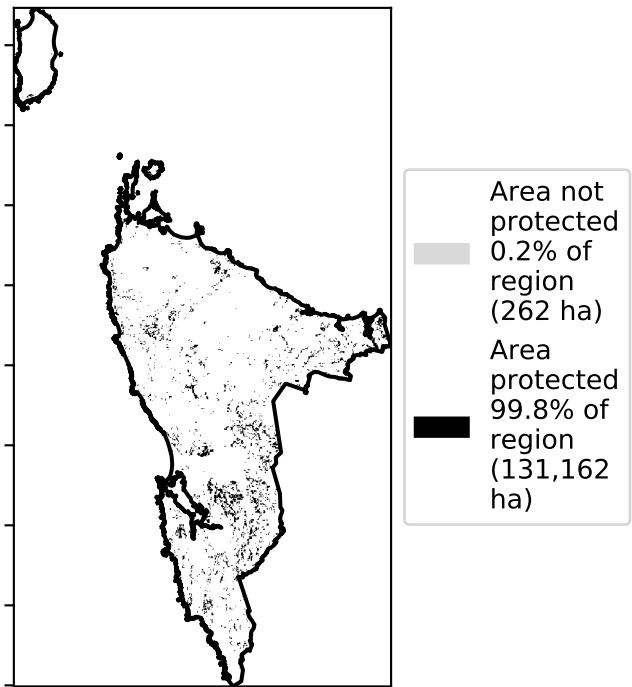 Area not
protected
0.2% of
region
(262 ha)
Area
protected
99.8% of
region
(131,162
ha)